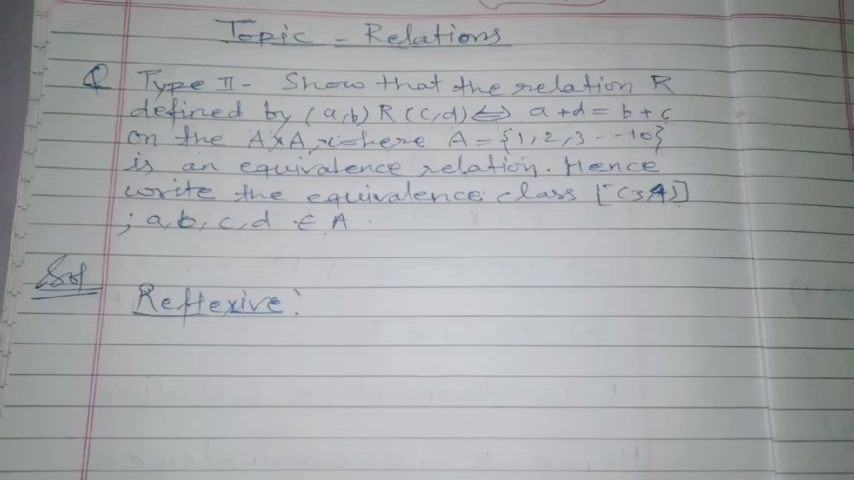 Topic - Relations
Q Type II - Show that the relation R
defined by (a,b) R (c,d) ⇔ a+d = b+c
on the A×A, where A = {1,2,3 --10}
is an equivalence relation. Hence
write the equivalence class [(3,4)]
; a,b,c,d ∈ A.
Sol
Reflexive: